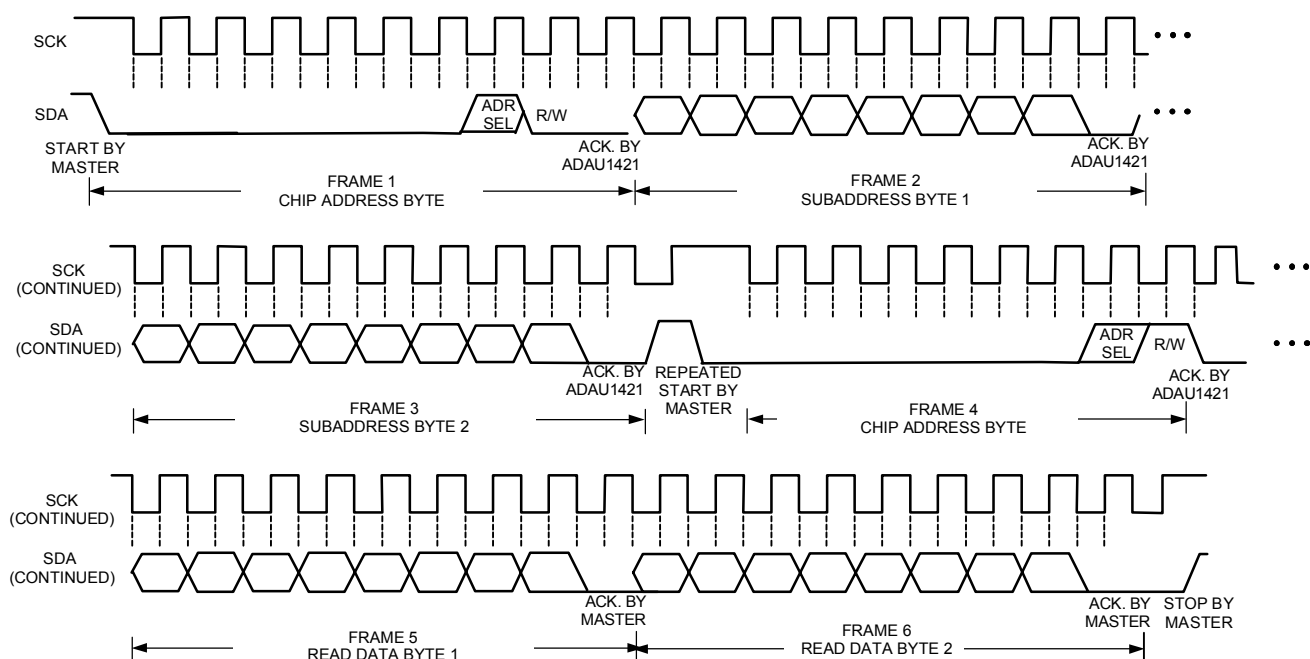 SCK
SDA
ADR
SEL
R/W
START BY
MASTER
ACK. BY
ADAU1421
ACK. BY
ADAU1421
FRAME 1
CHIP ADDRESS BYTE
FRAME 2
SUBADDRESS BYTE 1
SCK
(CONTINUED)
SDA
(CONTINUED)
ADR
SEL
R/W
ACK. BY
ADAU1421
REPEATED
START BY
MASTER
ACK. BY
ADAU1421
FRAME 3
SUBADDRESS BYTE 2
FRAME 4
CHIP ADDRESS BYTE
SCK
(CONTINUED)
SDA
(CONTINUED)
ACK. BY
MASTER
ACK. BY
MASTER
STOP BY
MASTER
FRAME 5
READ DATA BYTE 1
FRAME 6
READ DATA BYTE 2